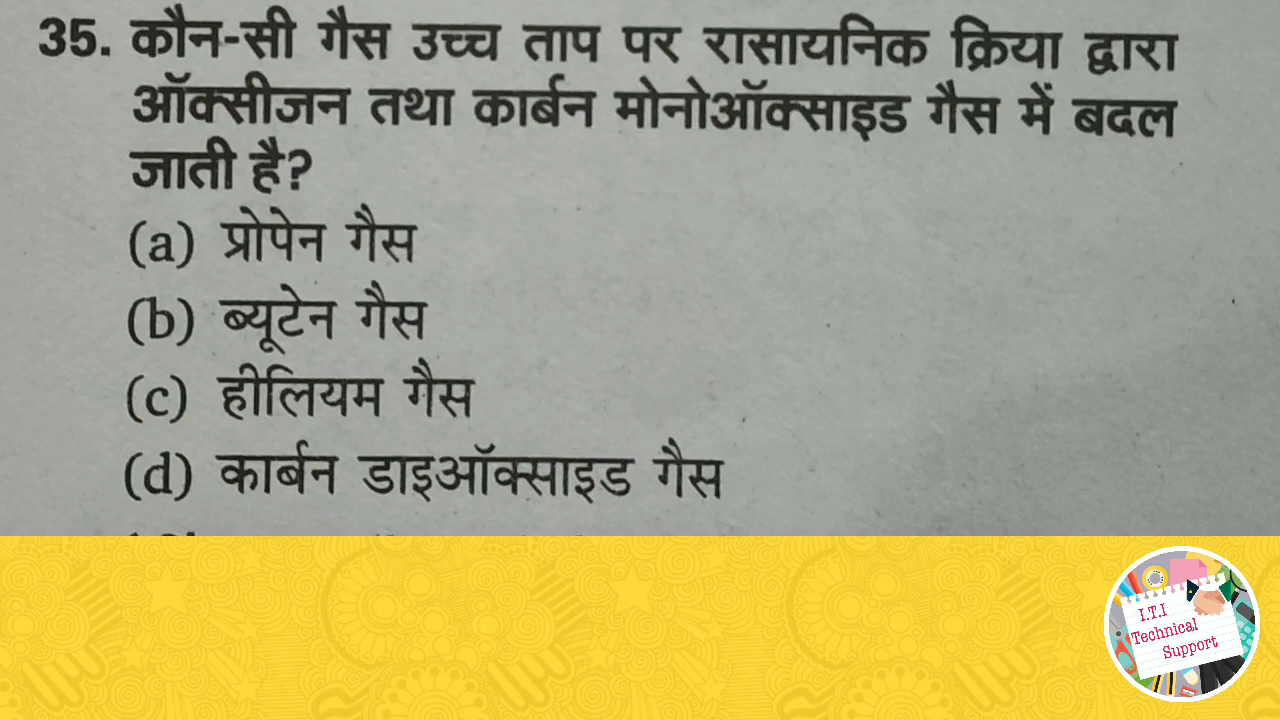 35. कौन-सी गैस उच्च ताप पर रासायनिक क्रिया द्वारा
ऑक्सीजन तथा कार्बन मोनोऑक्साइड गैस में बदल
जाती है?
(a) प्रोपेन गैस
(b) ब्यूटेन गैस
(c) हीलियम गैस
(d) कार्बन डाइऑक्साइड गैस
I.T.I
Technical
Support